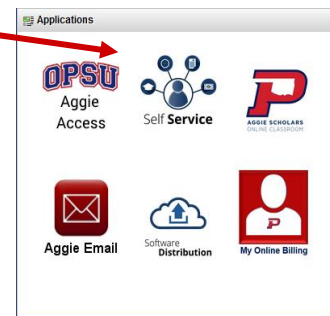 Applications
OPSU
Aggie
Access
Self Service
P
AGGIE SCHOLARS
ONLINE CLASSROOM
Aggie Email
Software
Distribution
P
My Online Billing